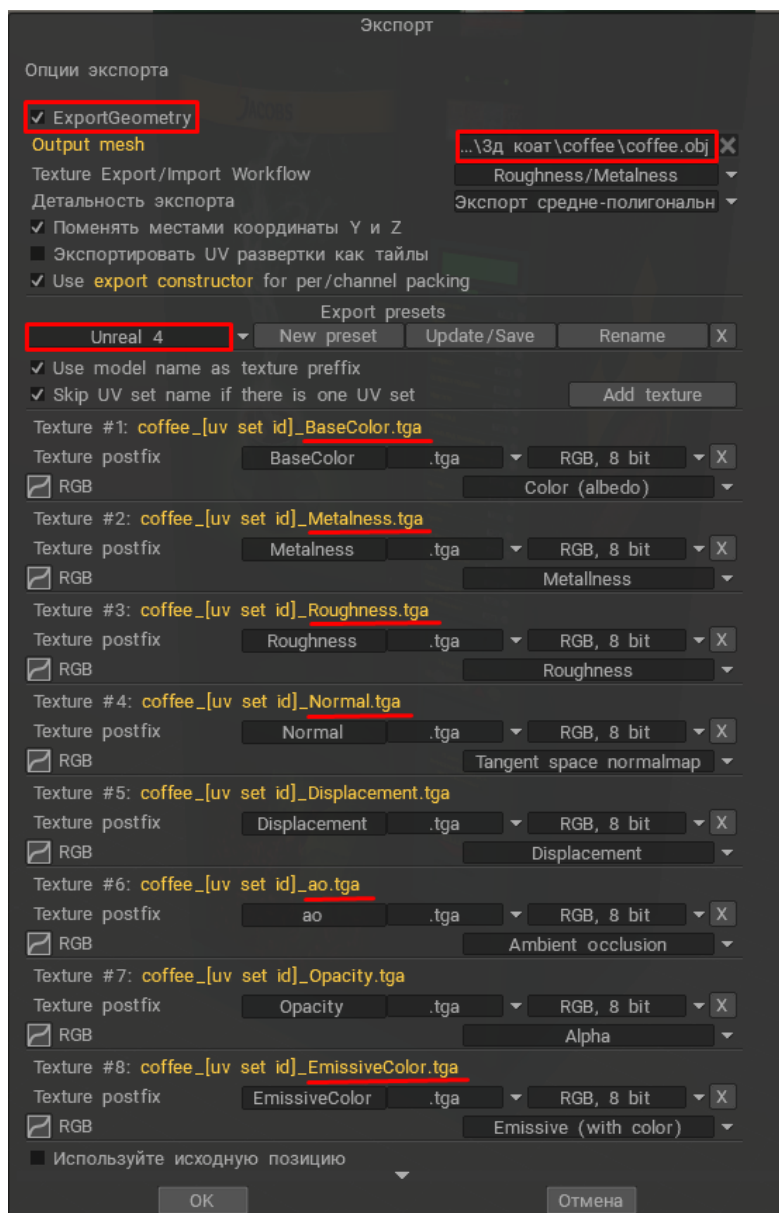 Экспорт
Опции экспорта
JACOBS
ExportGeometry
Output mesh ...\3д коат\coffee\coffee.obj X
Texture Export/Import Workflow Roughness/Metalness
Детальность экспорта Экспорт средне-полигональн
Поменять местами координаты Y и Z
Экспортировать UV развертки как тайлы
Use export constructor for per/channel packing
Export presets
Unreal 4 New preset Update/Save Rename X
Use model name as texture preffix
Skip UV set name if there is one UV set Add texture
Texture #1: coffee_[uv set id]_BaseColor.tga
Texture postfix BaseColor .tga RGB, 8 bit X
RGB Color (albedo)
Texture #2: coffee_[uv set id]_Metalness.tga
Texture postfix Metalness .tga RGB, 8 bit X
RGB Metallness
Texture #3: coffee_[uv set id]_Roughness.tga
Texture postfix Roughness .tga RGB, 8 bit X
RGB Roughness
Texture #4: coffee_[uv set id]_Normal.tga
Texture postfix Normal .tga RGB, 8 bit X
RGB Tangent space normalmap
Texture #5: coffee_[uv set id]_Displacement.tga
Texture postfix Displacement .tga RGB, 8 bit X
RGB Displacement
Texture #6: coffee_[uv set id]_ao.tga
Texture postfix ao .tga RGB, 8 bit X
RGB Ambient occlusion
Texture #7: coffee_[uv set id]_Opacity.tga
Texture postfix Opacity .tga RGB, 8 bit X
RGB Alpha
Texture #8: coffee_[uv set id]_EmissiveColor.tga
Texture postfix EmissiveColor .tga RGB, 8 bit X
RGB Emissive (with color)
Используйте исходную позицию
OK Отмена